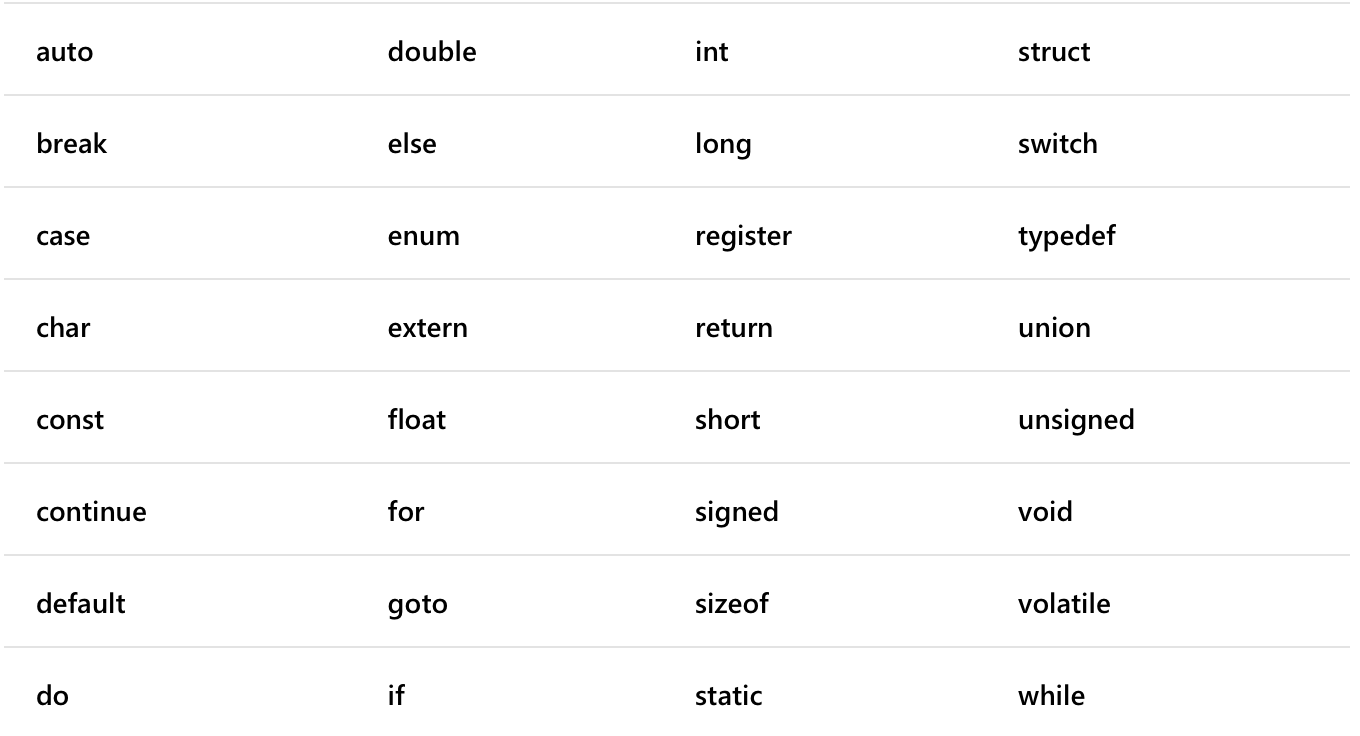 auto double int struct
break else long switch
case enum register typedef
char extern return union
const float short unsigned
continue for signed void
default goto sizeof volatile
do if static while